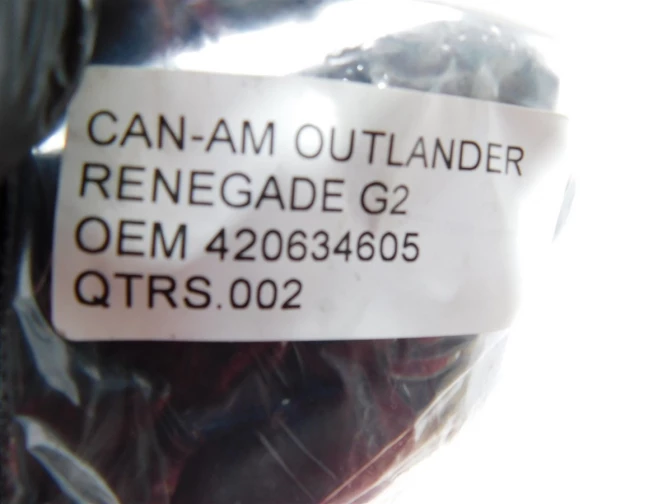 CAN-AM OUTLANDER
RENEGADE G2
OEM 420634605
QTRS.002